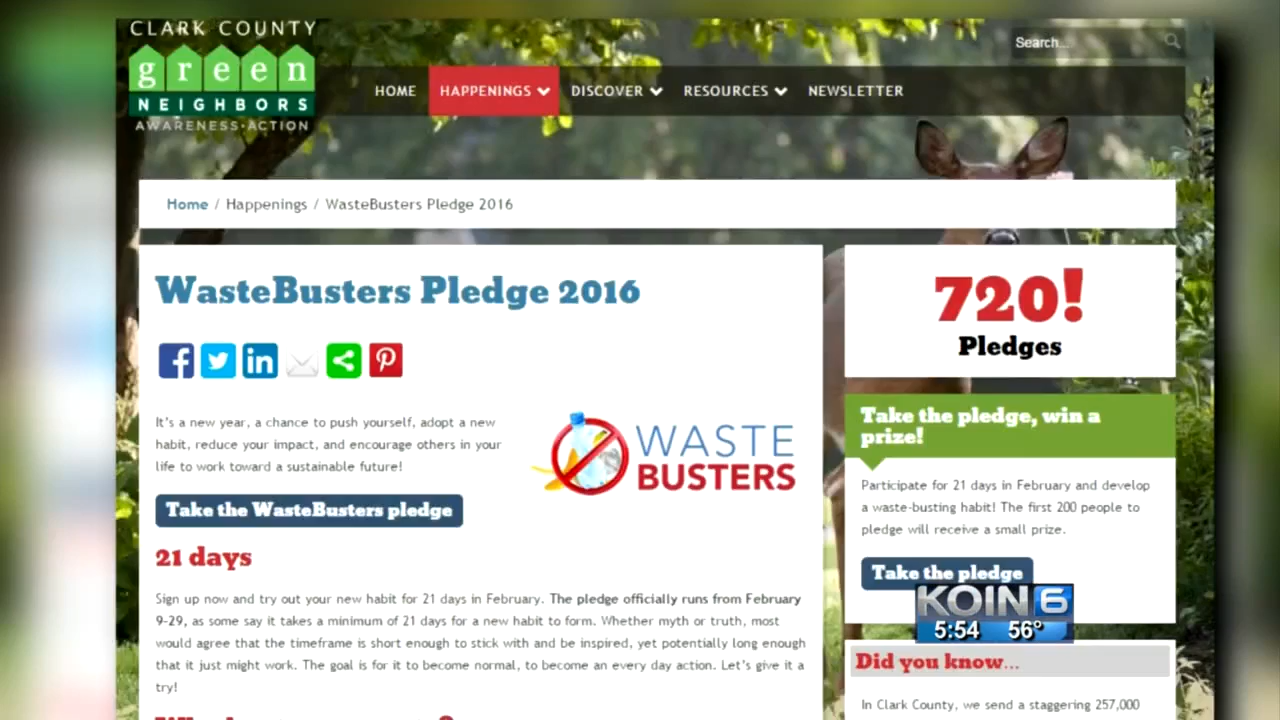 CLARK COUNTY
green
NEIGHBORS
AWARENESS·ACTION
Search...
HOME
HAPPENINGS
DISCOVER
RESOURCES
NEWSLETTER
Home / Happenings / WasteBusters Pledge 2016
WasteBusters Pledge 2016
It's a new year, a chance to push yourself, adopt a new
habit, reduce your impact, and encourage others in your
life to work toward a sustainable future!
WASTE
BUSTERS
Take the WasteBusters pledge
21 days
Sign up now and try out your new habit for 21 days in February. The pledge officially runs from February
9-29, as some say it takes a minimum of 21 days for a new habit to form. Whether myth or truth, most
would agree that the timeframe is short enough to stick with and be inspired, yet potentially long enough
that it just might work. The goal is for it to become normal, to become an every day action. Let's give it a
try!
720!
Pledges
Take the pledge, win a
prize!
Participate for 21 days in February and develop
a waste-busting habit! The first 200 people to
pledge will receive a small prize.
Take the pledge
KOIN 6
5:54 56°
Did you know...
In Clark County, we send a staggering 257,000